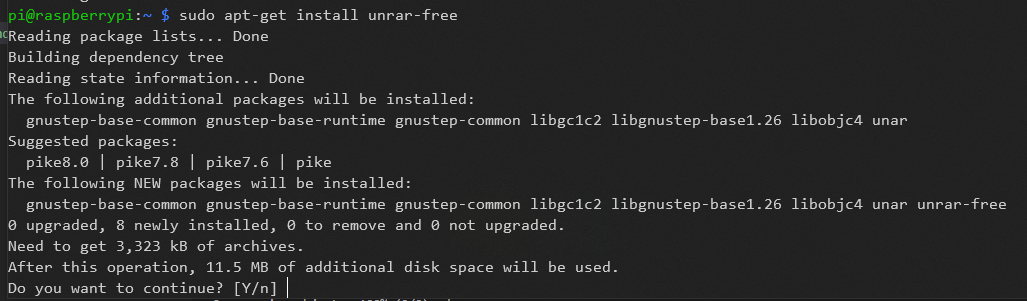 pi@raspberrypi:~ $ sudo apt-get install unrar-free
Reading package lists... Done
Building dependency tree
Reading state information... Done
The following additional packages will be installed:
  gnustep-base-common gnustep-base-runtime gnustep-common libgc1c2 libgnustep-base1.26 libobjc4 unar
Suggested packages:
  pike8.0 | pike7.8 | pike7.6 | pike
The following NEW packages will be installed:
  gnustep-base-common gnustep-base-runtime gnustep-common libgc1c2 libgnustep-base1.26 libobjc4 unar unrar-free
0 upgraded, 8 newly installed, 0 to remove and 0 not upgraded.
Need to get 3,323 kB of archives.
After this operation, 11.5 MB of additional disk space will be used.
Do you want to continue? [Y/n]